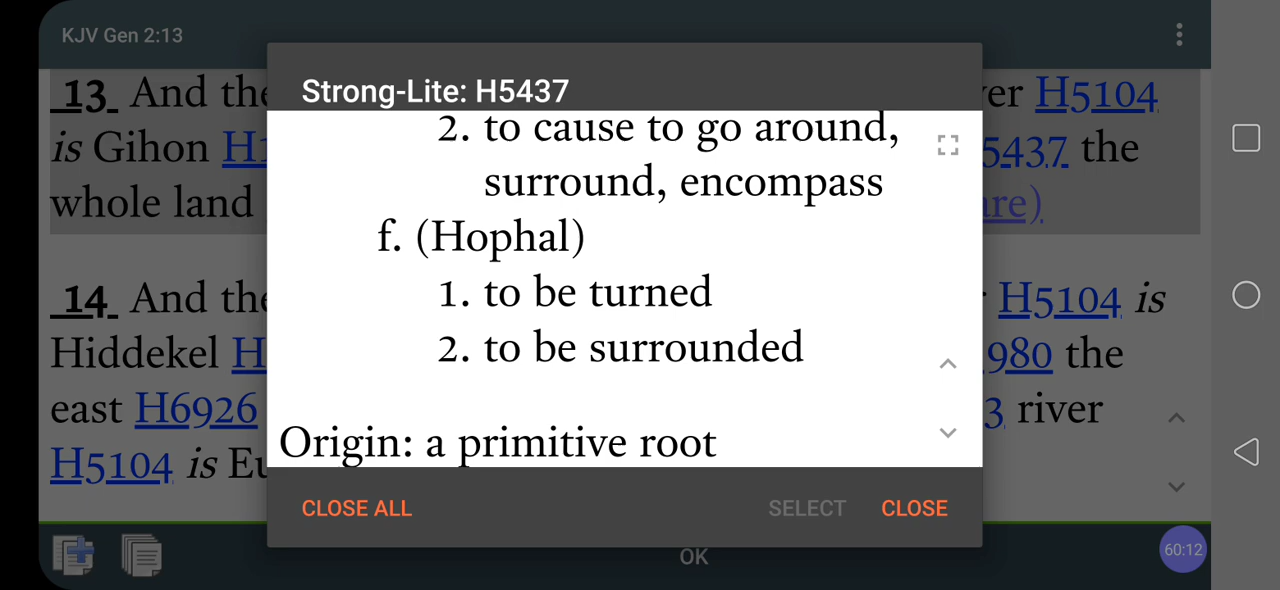 KJV Gen 2:13
Strong-Lite: H5437
13 And the
er H5104
is Gihon H1
5437 the
whole land
are)
2. to cause to go around,
surround, encompass
f. (Hophal)
1. to be turned
2. to be surrounded
Origin: a primitive root
14 And the
H5104 is
Hiddekel H
980 the
east H6926
3 river
H5104 is Eu
CLOSE ALL
SELECT
CLOSE
OK
60:12